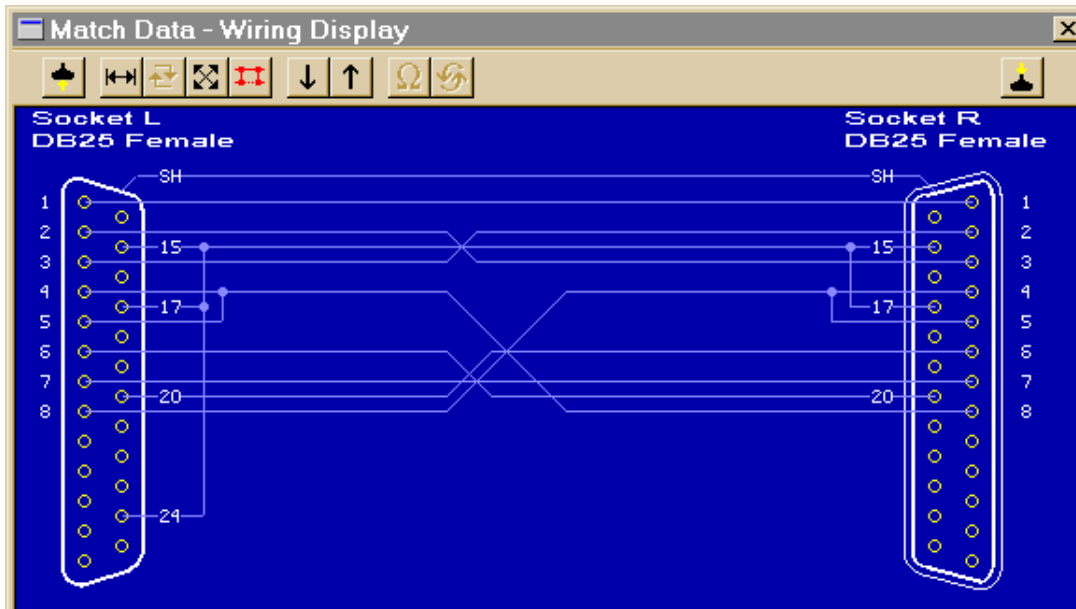 Match Data - Wiring Display
Ω
Socket L
DB25 Female
Socket R
DB25 Female
SH SH
1 1
2 2
15 15
3 3
4 4
17 17
5 5
6 6
7 7
20 20
8 8
24